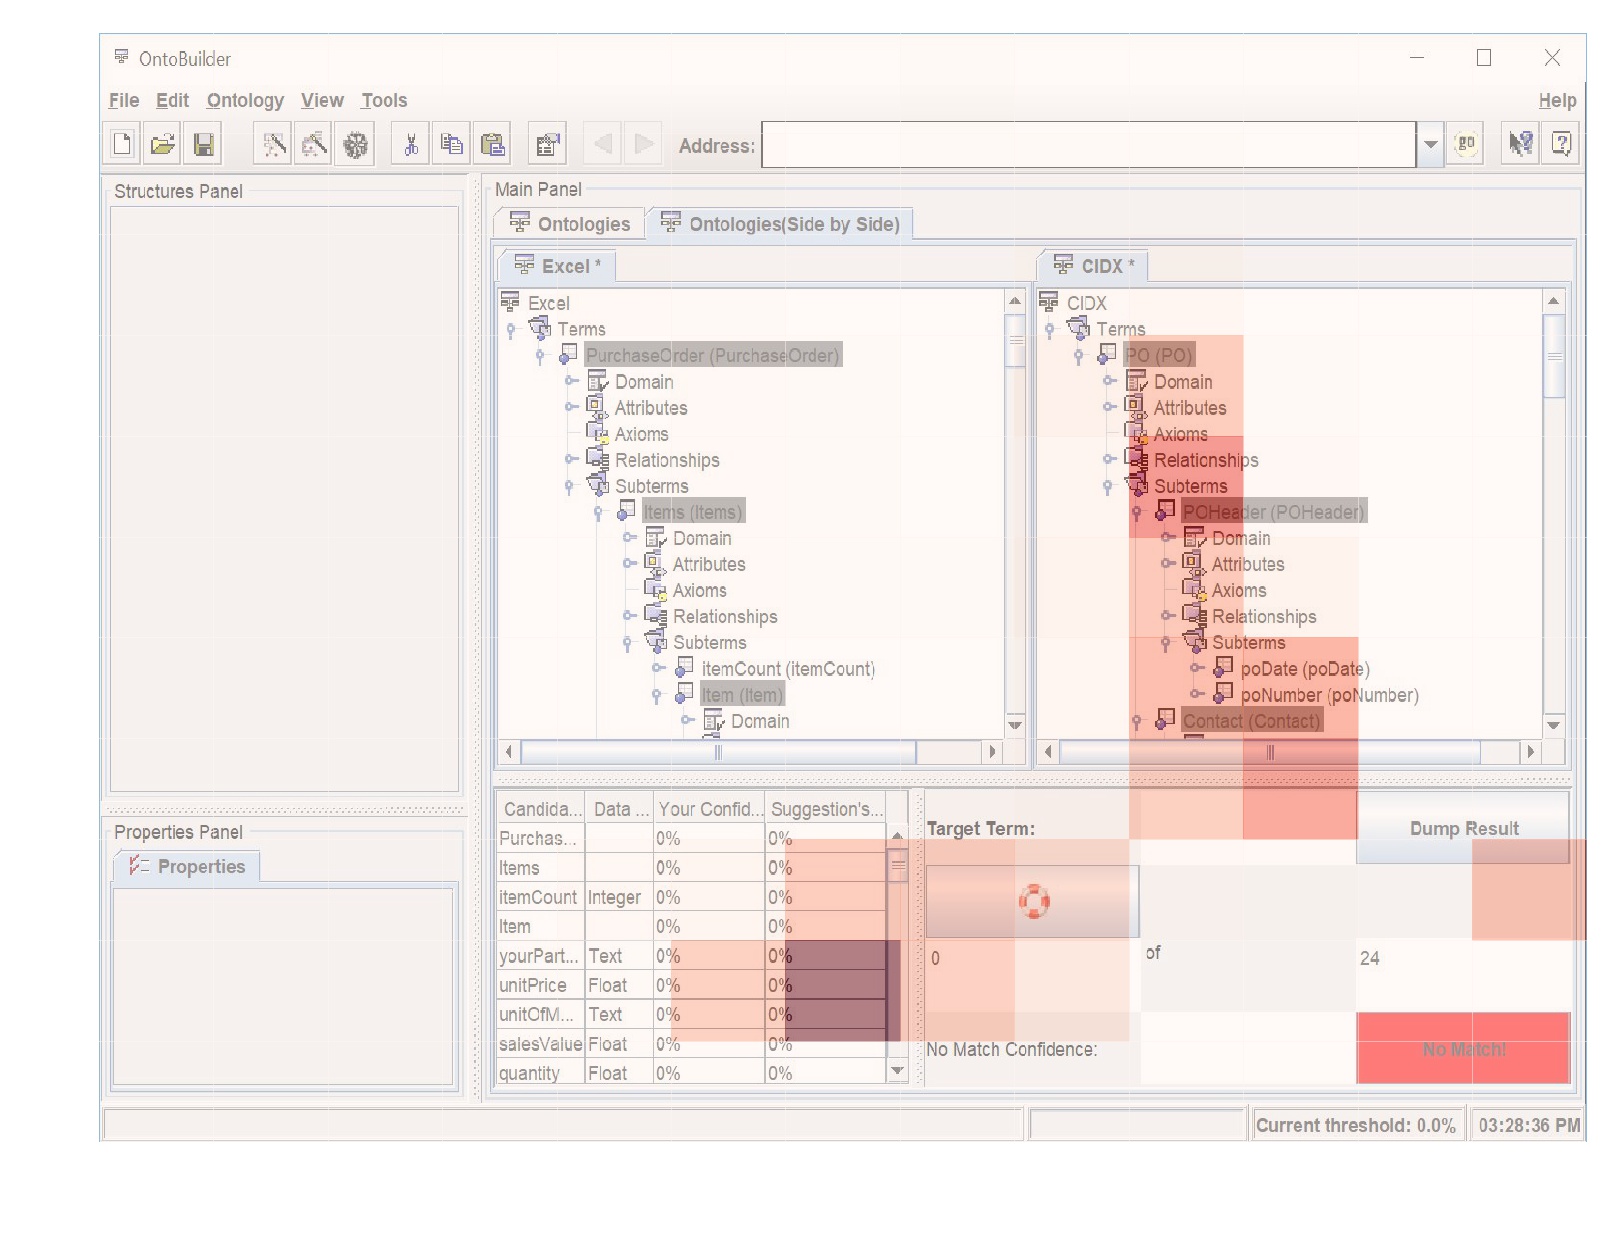 OntoBuilder
File Edit Ontology View Tools Help
Address: go
Structures Panel
Main Panel
Ontologies Ontologies(Side by Side)
Excel * CIDX *
Excel
Terms
PurchaseOrder (PurchaseOrder)
Domain
Attributes
Axioms
Relationships
Subterms
Items (Items)
Domain
Attributes
Axioms
Relationships
Subterms
itemCount (itemCount)
Item (Item)
Domain
CIDX
Terms
PO (PO)
Domain
Attributes
Axioms
Relationships
Subterms
POHeader (POHeader)
Domain
Attributes
Axioms
Relationships
Subterms
poDate (poDate)
poNumber (poNumber)
Contact (Contact)
Properties Panel
Properties
Candida... Data ... Your Confid... Suggestion's...
Purchas... 0% 0%
Items 0% 0%
itemCount Integer 0% 0%
Item 0% 0%
yourPart... Text 0% 0%
unitPrice Float 0% 0%
unitOfM... Text 0% 0%
salesValue Float 0% 0%
quantity Float 0% 0%
Target Term: Dump Result
0 of 24
No Match Confidence: No Match!
Current threshold: 0.0% 03:28:36 PM